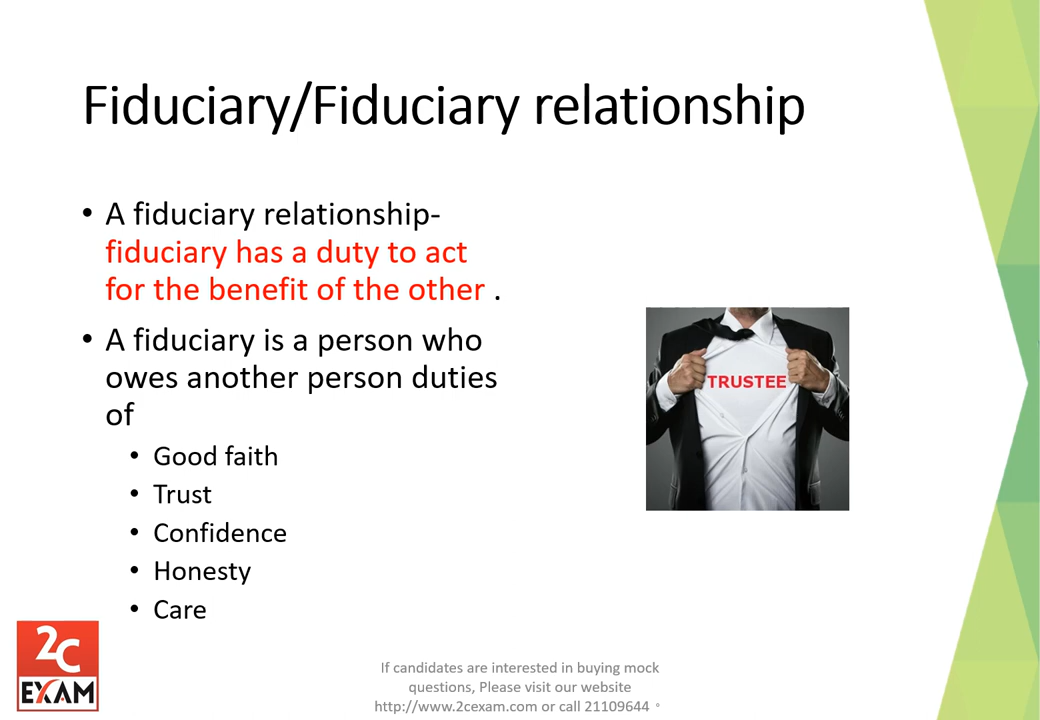 Fiduciary/Fiduciary relationship
• A fiduciary relationship-
fiduciary has a duty to act
for the benefit of the other .
• A fiduciary is a person who
owes another person duties
of
• Good faith
• Trust
• Confidence
• Honesty
• Care
TRUSTEE
2C
EXAM
If candidates are interested in buying mock
questions, Please visit our website
http://www.2cexam.com or call 21109644 。